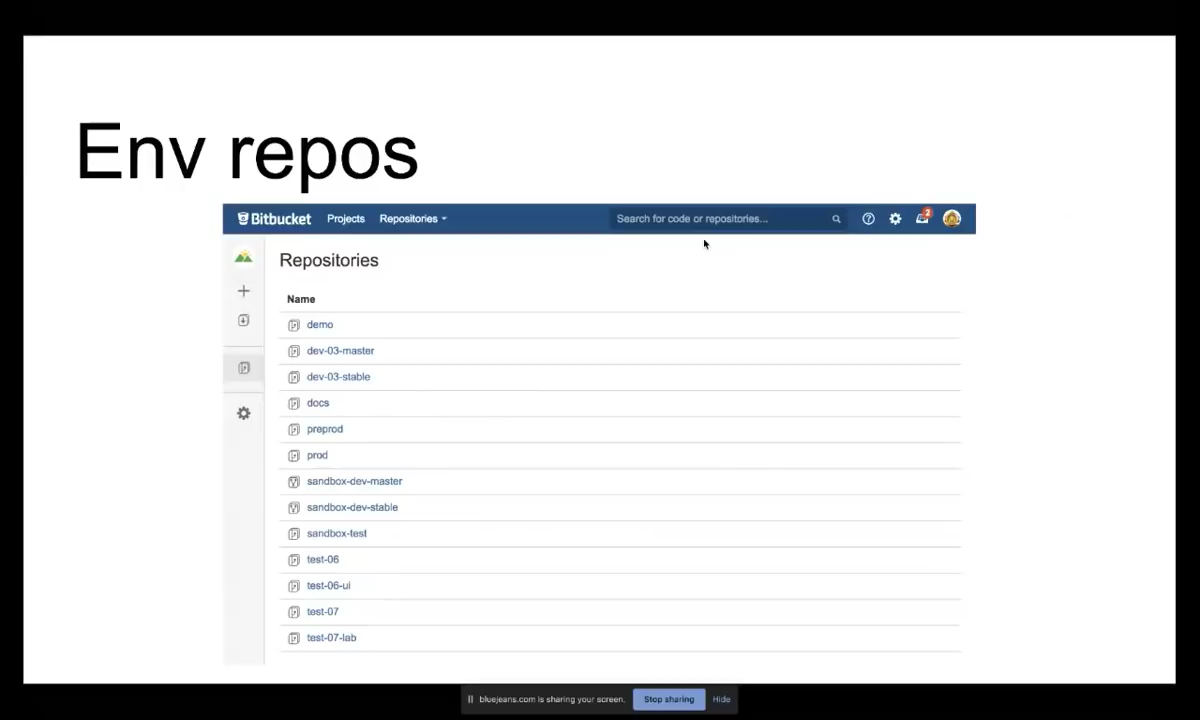 Env repos
Bitbucket Projects Repositories Search for code or repositories... 2
Repositories
Name
demo
dev-03-master
dev-03-stable
docs
preprod
prod
sandbox-dev-master
sandbox-dev-stable
sandbox-test
test-06
test-06-ui
test-07
test-07-lab
bluejeans.com is sharing your screen. Stop sharing Hide